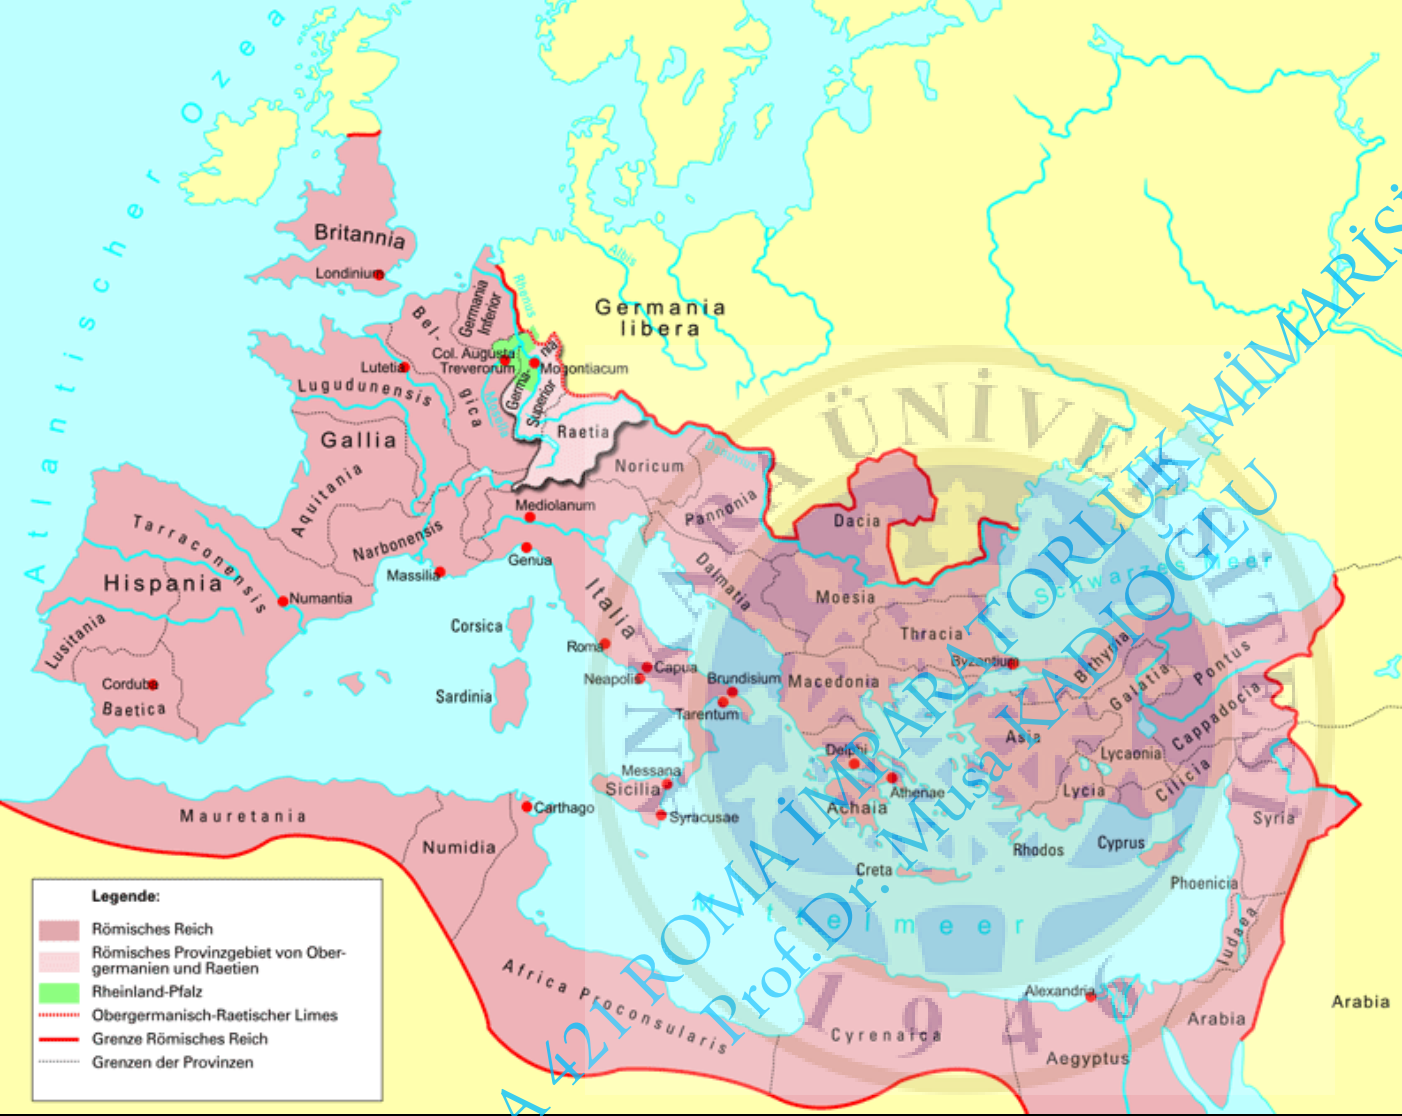 Atlantischer Ozean
Britannia
Londinium
Germania
Inferior
Rhenus
Albis
Germania
libera
Bel-
gica
Col. Augusta
Treverorum
Mogontiacum
Germa-
nia
Superior
Lutetia
Lugudunensis
Gallia
Raetia
Noricum
Danuvius
Aquitania
Pannonia
Dacia
Mediolanum
Narbonensis
Genua
Massilia
Tarraconensis
Hispania
Numantia
Dalmatia
Moesia
Schwarzes Meer
Italia
Lusitania
Corsica
Roma
Thracia
Byzantium
Bithynia
Pontus
Galatia
Corduba
Baetica
Sardinia
Capua
Neapolis
Brundisium
Tarentum
Macedonia
Cappadocia
Asia
Lycaonia
Delphi
Messana
Sicilia
Athenae
Lycia
Cilicia
Achaia
Carthago
Syracusae
Mauretania
Syria
Numidia
Rhodos
Cyprus
Creta
Phoenicia
Mittelmeer
Iudaea
Africa Proconsularis
Alexandria
Cyrenaica
Aegyptus
Arabia
Arabia
Legende:
Römisches Reich
Römisches Provinzgebiet von Ober-
germanien und Raetien
Rheinland-Pfalz
Obergermanisch-Raetischer Limes
Grenze Römisches Reich
Grenzen der Provinzen
A 421 ROMA İMPARATORLUK MİMARİSİ
Prof. Dr. Musa KADIOĞLU
1946